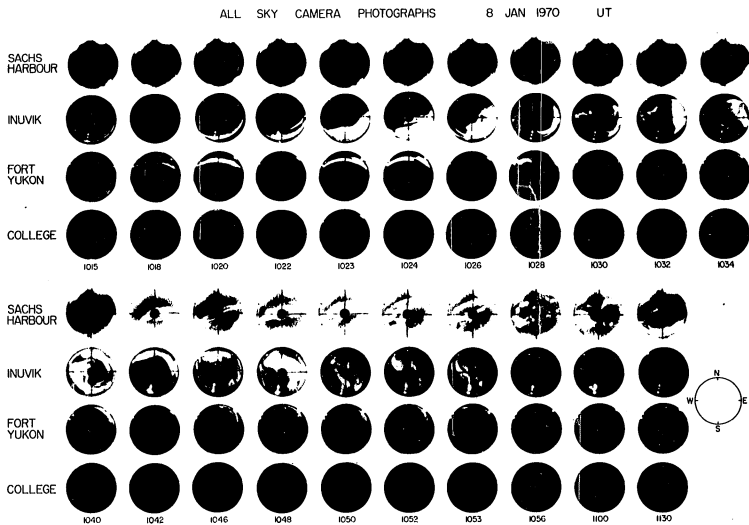 ALL SKY CAMERA PHOTOGRAPHS 8 JAN 1970 UT
SACHS HARBOUR
INUVIK
FORT YUKON
COLLEGE
1015 1018 1020 1022 1023 1024 1026 1028 1030 1032 1034
SACHS HARBOUR
INUVIK
N
W E
S
FORT YUKON
COLLEGE
1040 1042 1046 1048 1050 1052 1053 1056 1100 1130